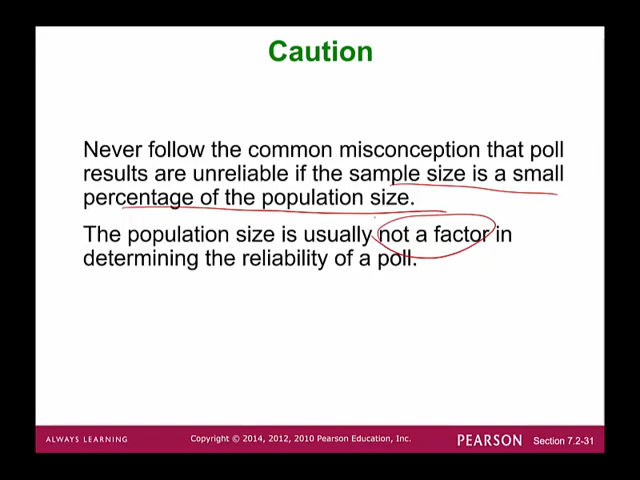 Caution
Never follow the common misconception that poll
results are unreliable if the sample size is a small
percentage of the population size.
The population size is usually not a factor in
determining the reliability of a poll.
ALWAYS LEARNING
Copyright © 2014, 2012, 2010 Pearson Education, Inc.
PEARSON
Section 7.2-31